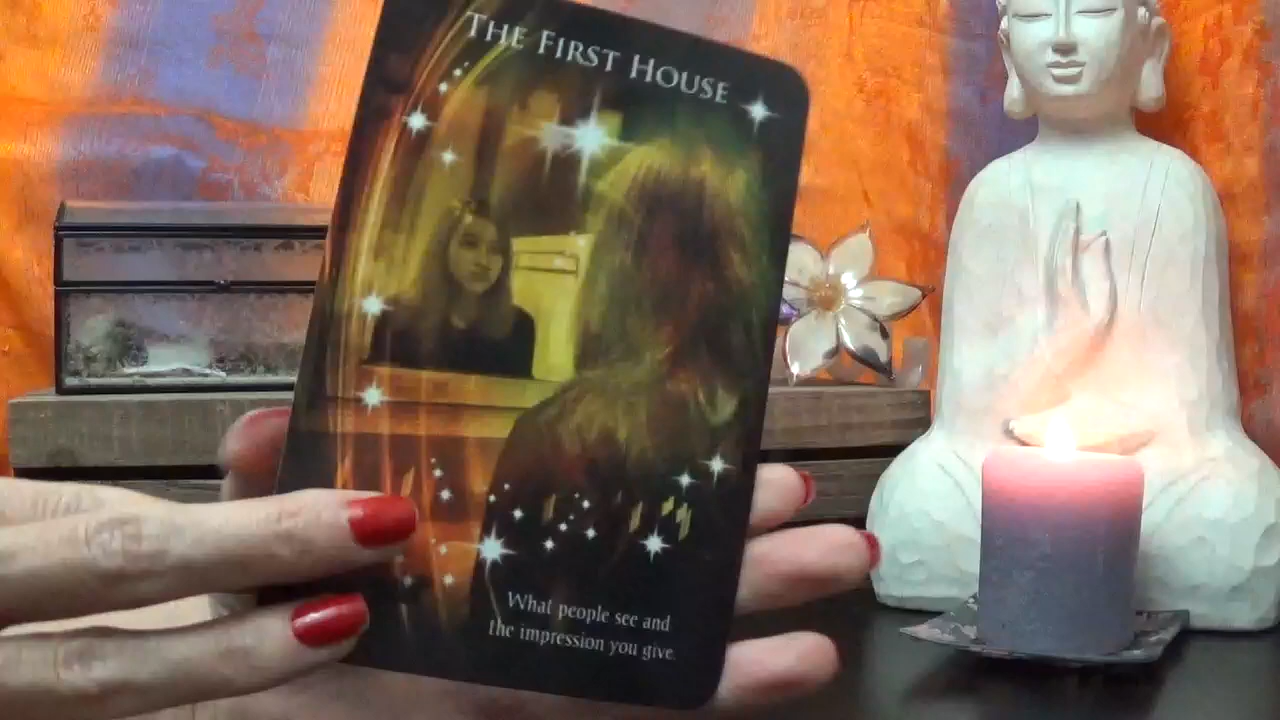 THE FIRST HOUSE
What people see and
the impression you give.